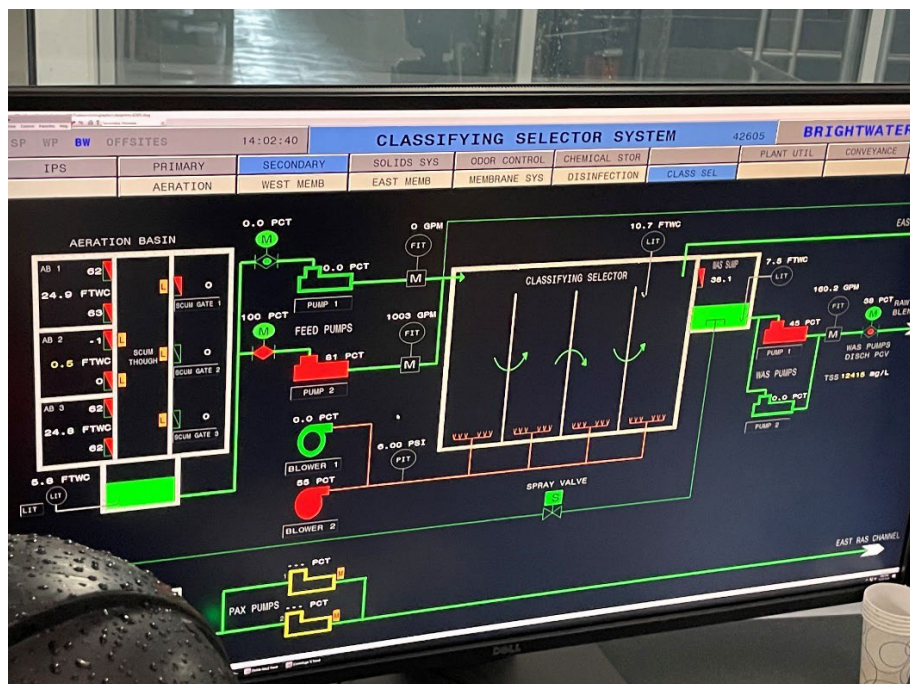 SP WP BW OFFSITES 14:02:40 CLASSIFYING SELECTOR SYSTEM 42605 BRIGHTWATER
IPS PRIMARY SECONDARY SOLIDS SYS ODOR CONTROL CHEMICAL STOR PLANT UTIL CONVEYANCE
AERATION WEST MEMB EAST MEMB MEMBRANE SYS DISINFECTION CLASS SEL
AERATION BASIN
AB 1 62
24.9 FTWC
63
AB 2 -1
0.5 FTWC
0
AB 3 62
24.8 FTWC
62
SCUM
THOUGH
L
L
L
L
L
0
SCUM GATE 1
0
SCUM GATE 2
0
SCUM GATE 3
5.8 FTWC
LIT
LIT
0.0 PCT
M
0.0 PCT
PUMP 1
0 GPM
FIT
M
100 PCT
M
FEED PUMPS
81 PCT
PUMP 2
1003 GPM
FIT
M
0.0 PCT
BLOWER 1
55 PCT
BLOWER 2
6.00 PSI
PIT
10.7 FTWC
LIT
CLASSIFYING SELECTOR
EAS
WAS SUMP
7.5 FTWC
LIT
45 PCT
PUMP 1
WAS PUMPS
0.0 PCT
PUMP 2
160.2 GPM
FIT
M
38 PCT
M
RAW
BLEN
WAS PUMPS
DISCH PCV
TSS 12415 mg/L
SPRAY VALVE
S
EAST RAS CHANNEL
PAX PUMPS
--- PCT
M
--- PCT
M
DELL